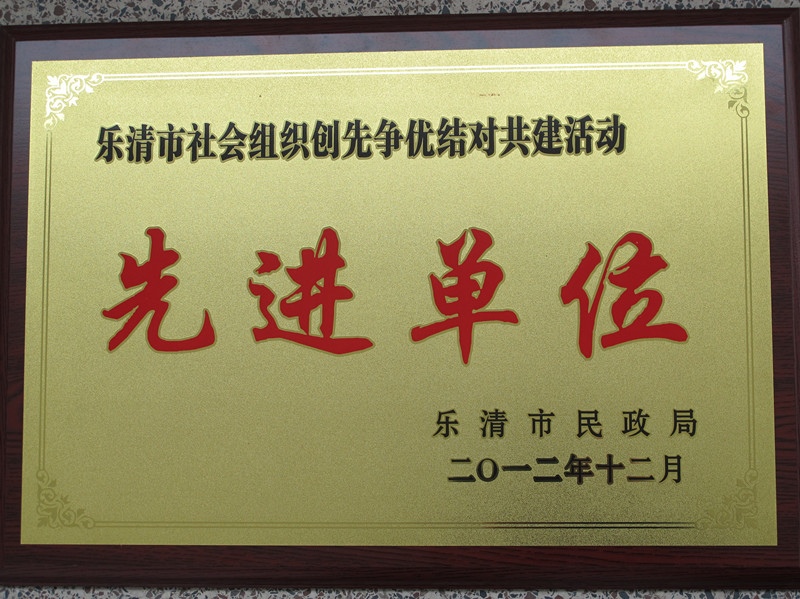 乐清市社会组织创先争优结对共建活动
先进单位
乐清市民政局
二〇一二年十二月